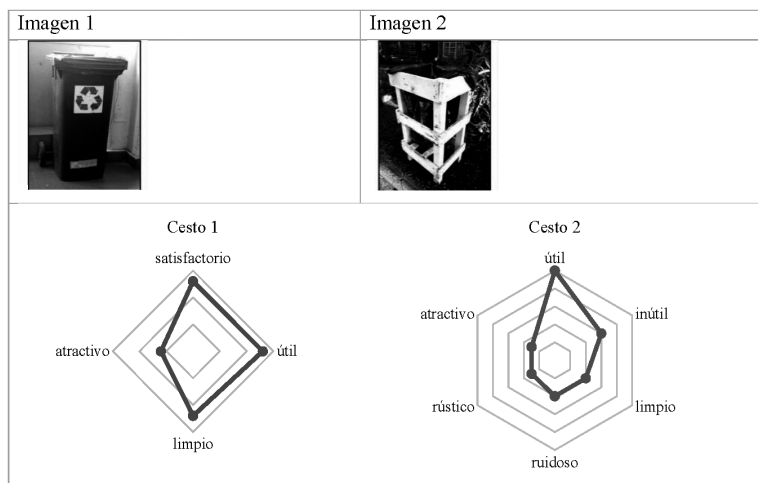 Imagen 1
Imagen 2
Cesto 1
Cesto 2
satisfactorio
útil
atractivo
útil
limpio
atractivo
inútil
rústico
limpio
ruidoso